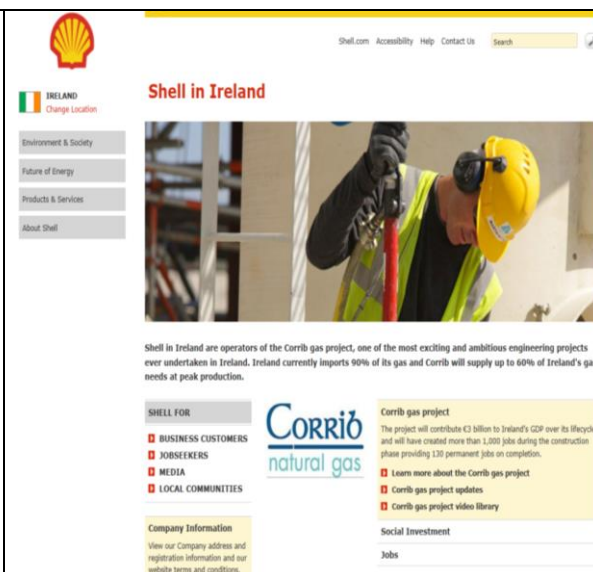 Shell.com Accessibility Help Contact Us Search
IRELAND
Change Location
Shell in Ireland
Environment & Society
Future of Energy
Products & Services
About Shell
Shell in Ireland are operators of the Corrib gas project, one of the most exciting and ambitious engineering projects
ever undertaken in Ireland. Ireland currently imports 90% of its gas and Corrib will supply up to 60% of Ireland's ga
needs at peak production.
SHELL FOR
BUSINESS CUSTOMERS
JOBSEEKERS
MEDIA
LOCAL COMMUNITIES
Company Information
View our Company address and
registration information and our
website terms and conditions.
CORRIb
natural gas
Corrib gas project
The project will contribute €3 billion to Ireland's GDP over its lifecycle
and will have created more than 1,000 jobs during the construction
phase providing 130 permanent jobs on completion.
Learn more about the Corrib gas project
Corrib gas project updates
Corrib gas project video library
Social Investment
Jobs